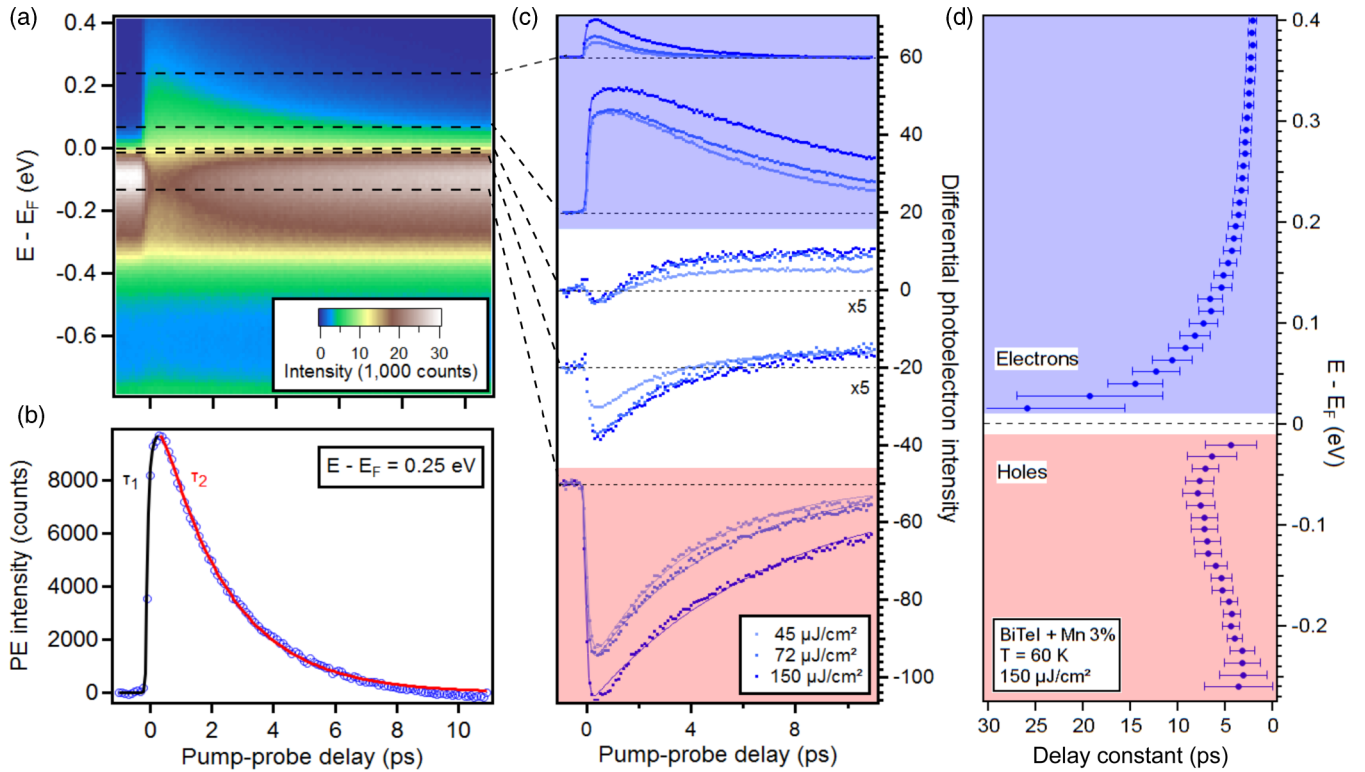 (a)
0.4
0.2
0.0
-0.2
-0.4
-0.6
E - E_F (eV)
0 10 20 30
Intensity (1,000 counts)
(b)
8000
6000
4000
2000
0
PE intensity (counts)
τ₁
τ₂
E - E_F = 0.25 eV
0 2 4 6 8 10
Pump-probe delay (ps)
(c)
60
40
20
0
-20
-40
-60
-80
-100
Differential photoelectron intensity
x5
x5
45 µJ/cm²
72 µJ/cm²
150 µJ/cm²
0 4 8
Pump-probe delay (ps)
(d)
0.4
0.3
0.2
0.1
0
-0.1
-0.2
E - E_F (eV)
Electrons
Holes
BiTeI + Mn 3%
T = 60 K
150 µJ/cm²
30 25 20 15 10 5 0
Delay constant (ps)